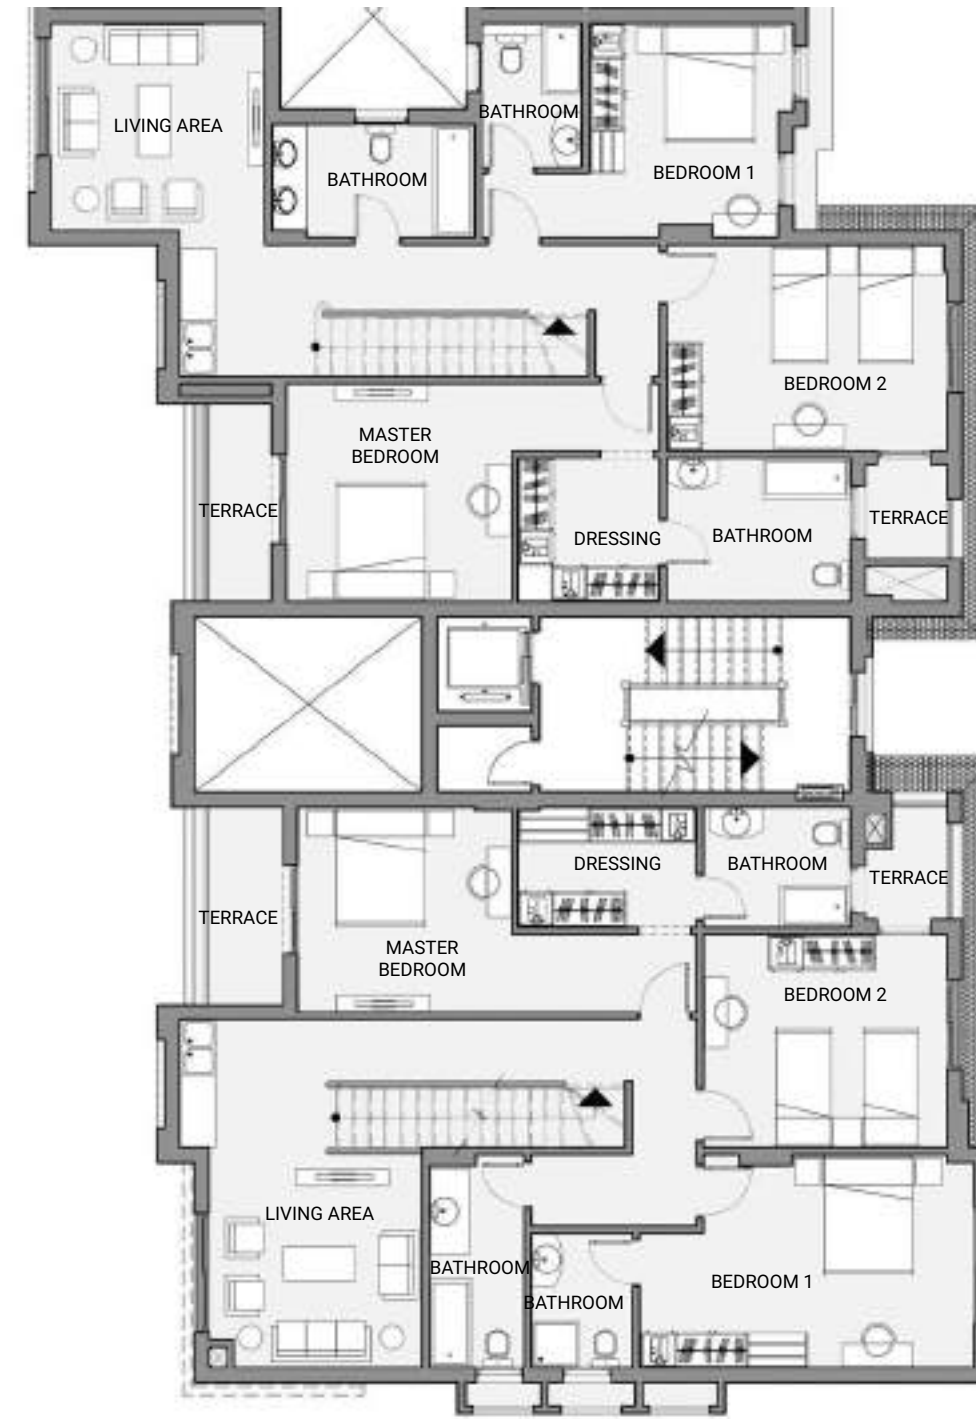 BATHROOM
LIVING AREA
BATHROOM
BEDROOM 1
BEDROOM 2
MASTER
BEDROOM
TERRACE
TERRACE
DRESSING
BATHROOM
DRESSING
BATHROOM
TERRACE
TERRACE
MASTER
BEDROOM
BEDROOM 2
LIVING AREA
BATHROOM
BEDROOM 1
BATHROOM